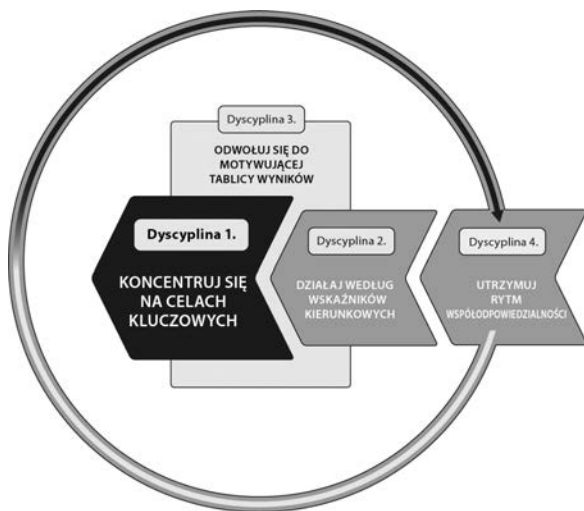 Dyscyplina 3.
ODWOŁUJ SIĘ DO
MOTYWUJĄCEJ
TABLICY WYNIKÓW
Dyscyplina 1.
KONCENTRUJ SIĘ
NA CELACH
KLUCZOWYCH
Dyscyplina 2.
DZIAŁAJ WEDŁUG
WSKAŹNIKÓW
KIERUNKOWYCH
Dyscyplina 4.
UTRZYMUJ
RYTM
WSPÓŁODPOWIEDZIALNOŚCI